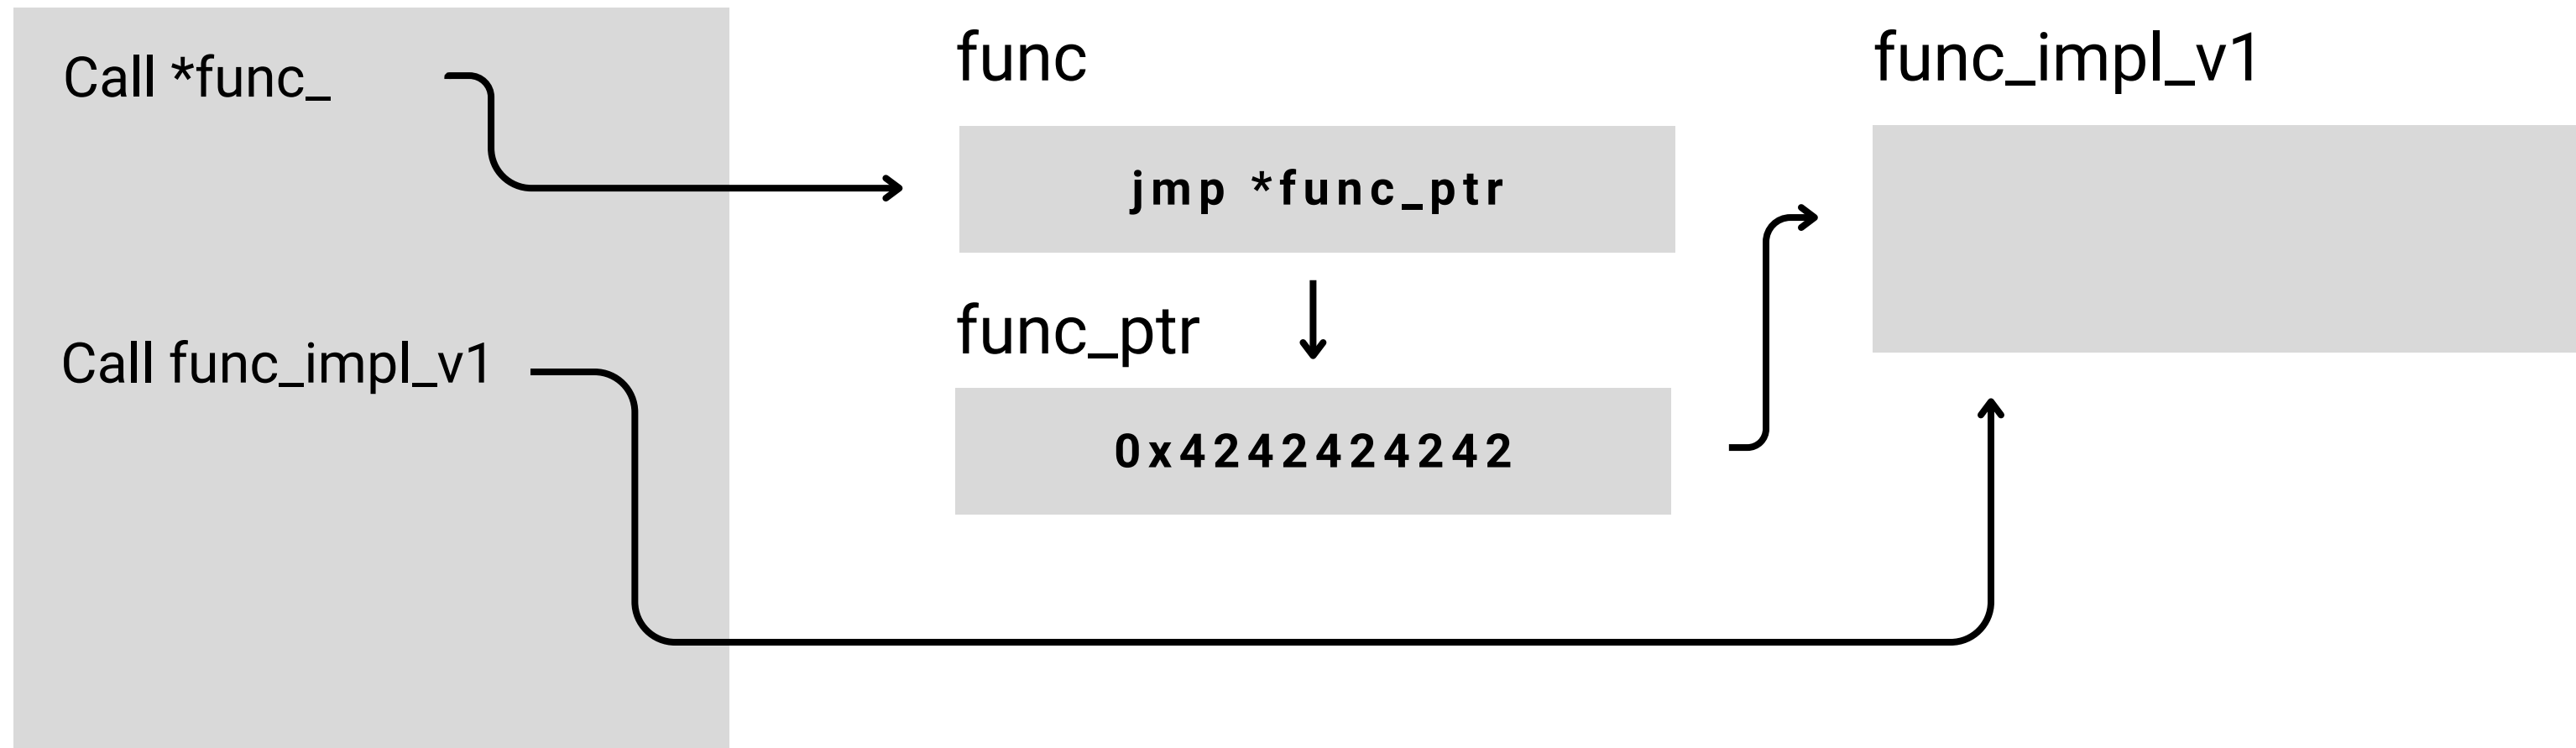 Call *func_
Call func_impl_v1
func
jmp *func_ptr
func_ptr
0x4242424242
func_impl_v1